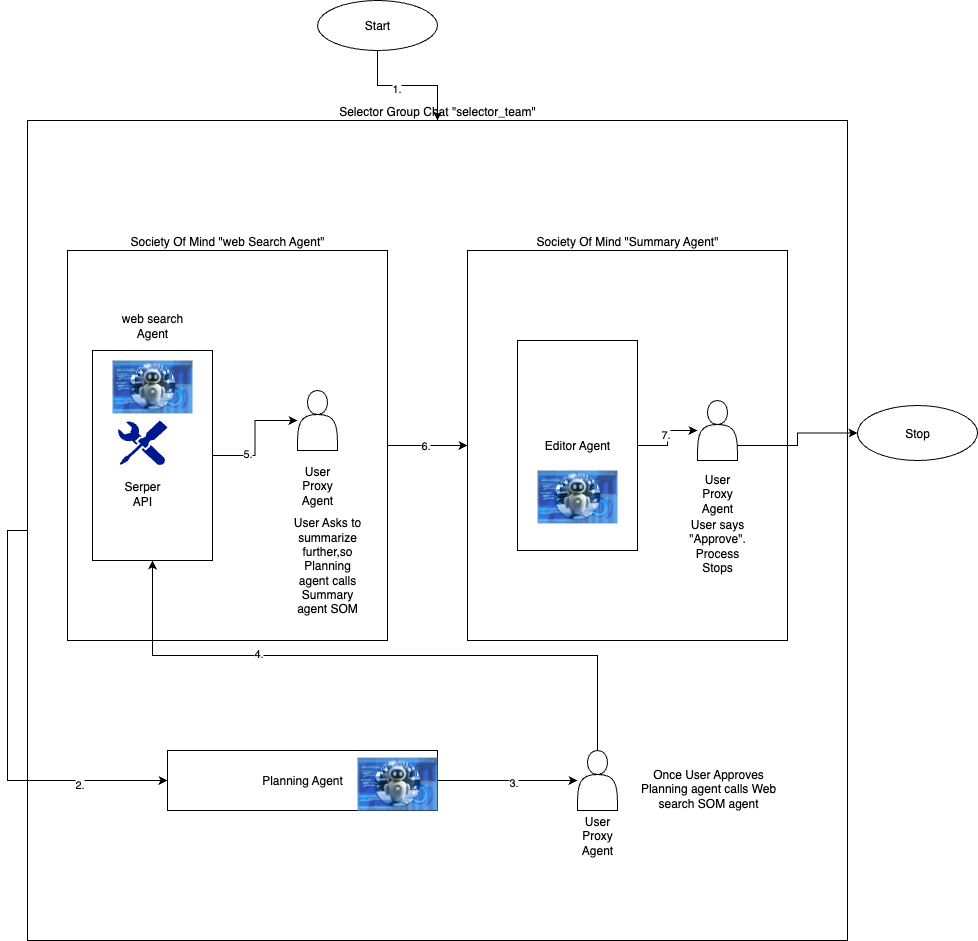 Start
1.
Selector Group Chat "selector_team"
Society Of Mind "web Search Agent"
Society Of Mind "Summary Agent"
web search
Agent
Serper
API
5.
User
Proxy
Agent
User Asks to
summarize
further,so
Planning
agent calls
Summary
agent SOM
6.
Editor Agent
7.
User
Proxy
Agent
User says
"Approve".
Process
Stops
Stop
4.
2.
Planning Agent
3.
User
Proxy
Agent
Once User Approves
Planning agent calls Web
search SOM agent